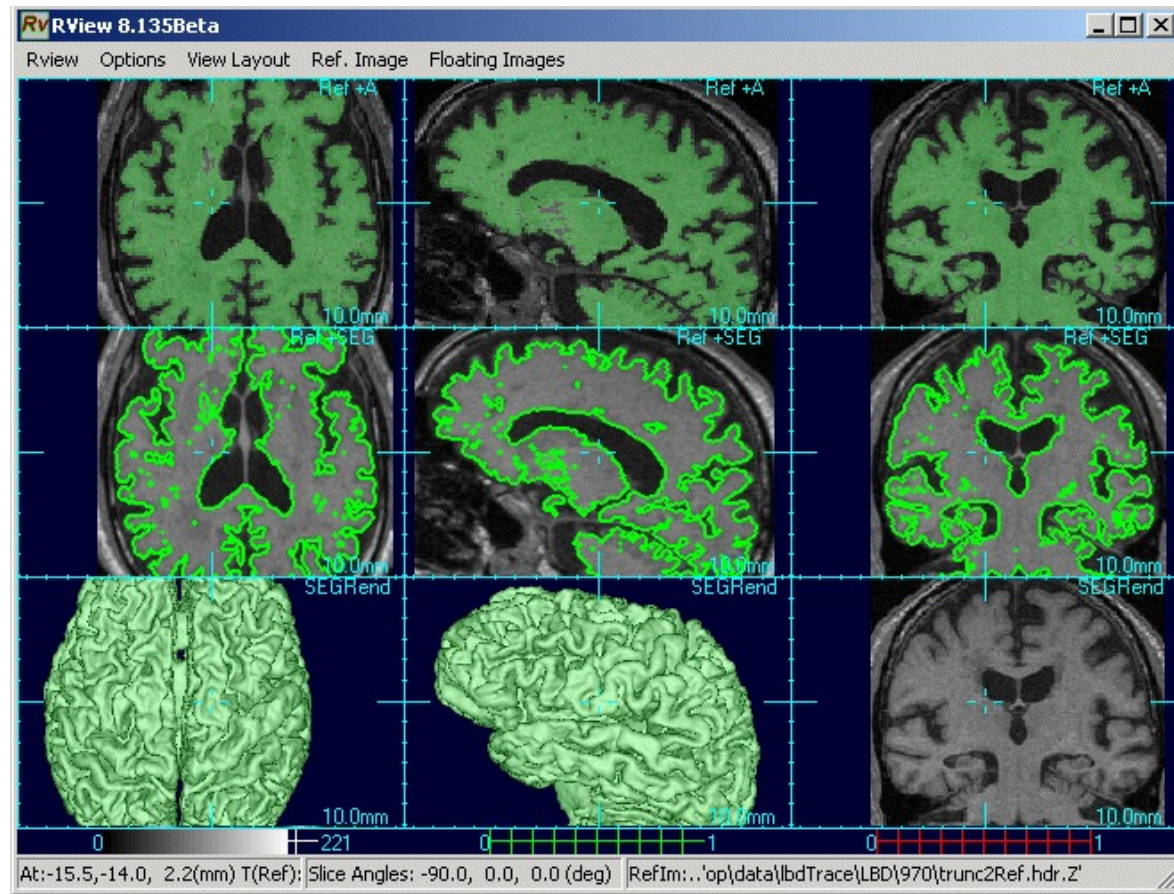 Rv RView 8.135Beta
Rview Options View Layout Ref. Image Floating Images
Ref +A Ref +A Ref +A
10.0mm 10.0mm 10.0mm
Ref +SEG Ref +SEG Ref +SEG
10.0mm 10.0mm 10.0mm
SEGRend SEGRend
10.0mm 10.0mm 10.0mm
0 221 0 1 0 1
At:-15.5,-14.0, 2.2(mm) T(Ref): Slice Angles: -90.0, 0.0, 0.0 (deg) RefIm:..'op\data\lbdTrace\LBD\970\trunc2Ref.hdr.Z'